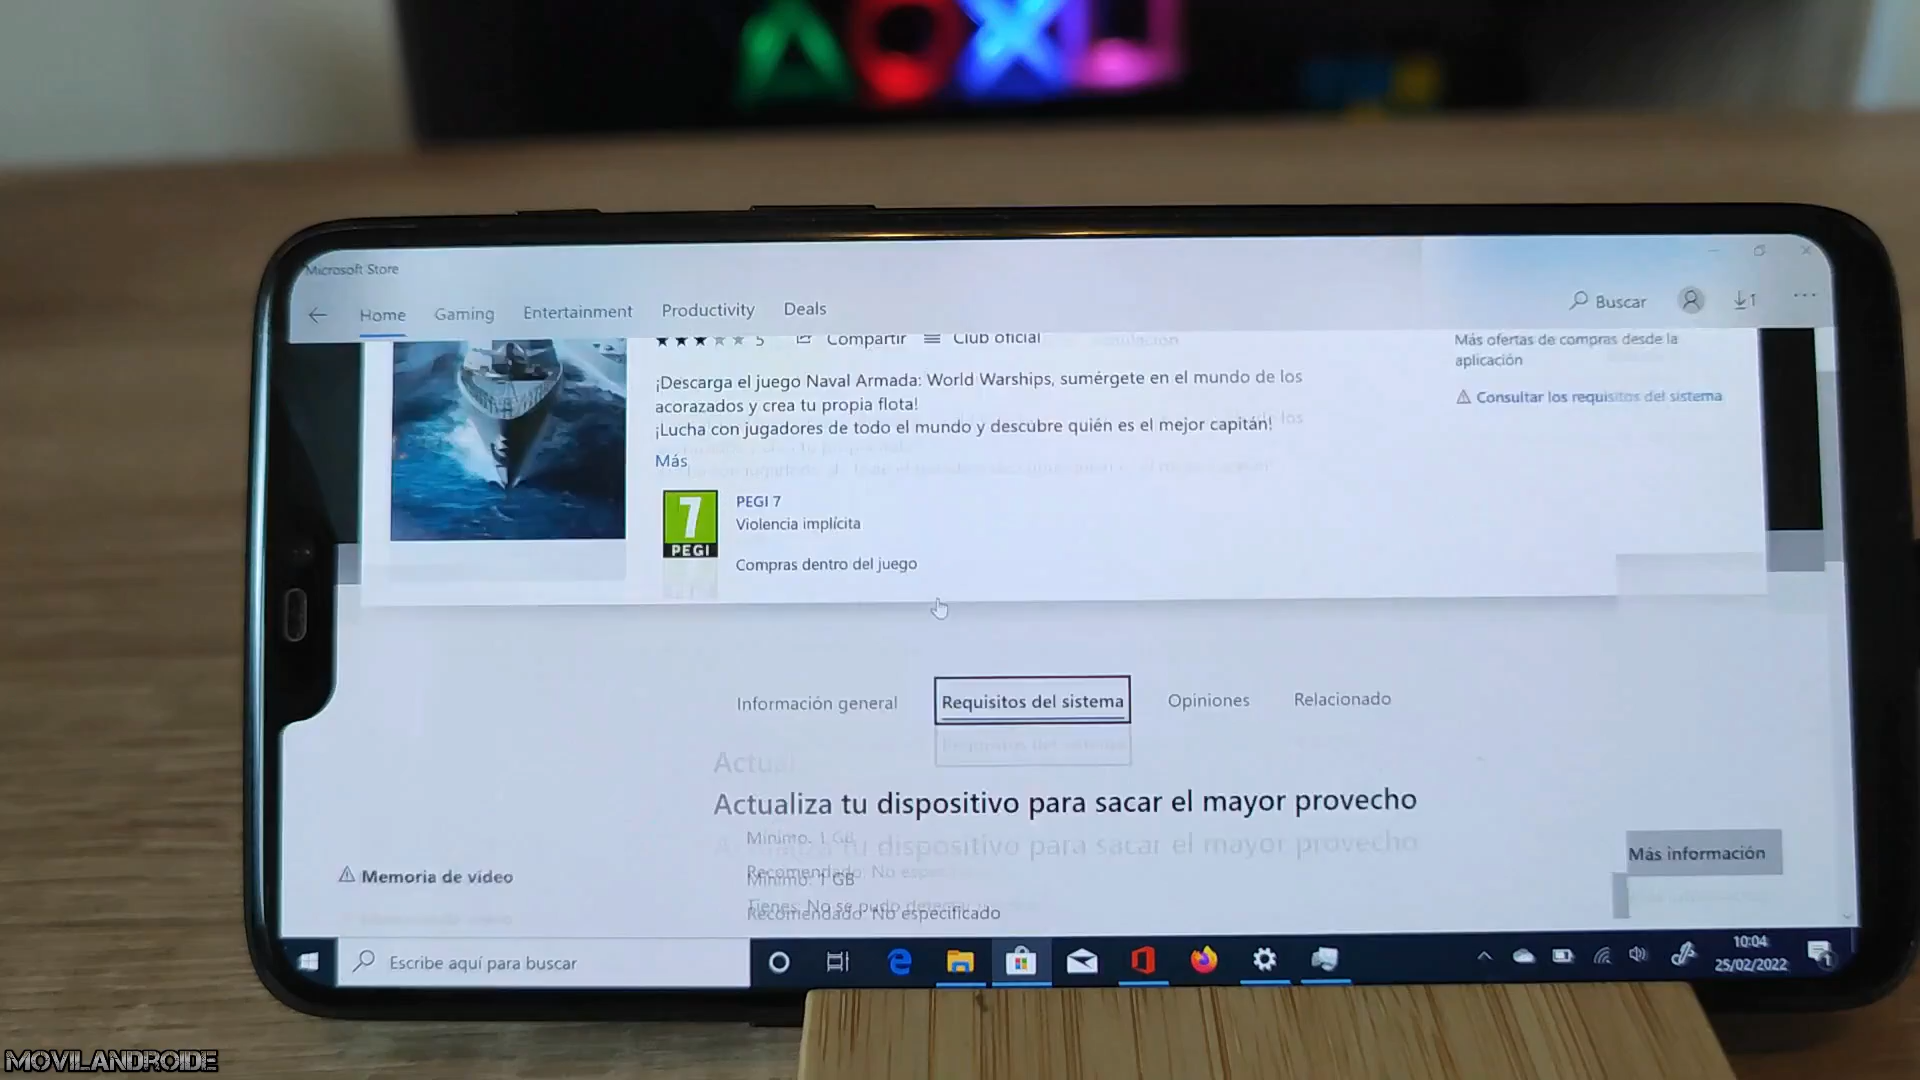 Microsoft Store
Home Gaming Entertainment Productivity Deals Buscar 1
5 Compartir Club oficial
Más ofertas de compras desde la
aplicación
Consultar los requisitos del sistema
¡Descarga el juego Naval Armada: World Warships, sumérgete en el mundo de los
acorazados y crea tu propia flota!
¡Lucha con jugadores de todo el mundo y descubre quién es el mejor capitán!
Más
7
PEGI
PEGI 7
Violencia implícita
Compras dentro del juego
Información general Requisitos del sistema Opiniones Relacionado
Actualiza tu dispositivo para sacar el mayor provecho
Más información
Memoria de vídeo
Mínimo: 1 GB
Recomendado: No especificado
Escribe aquí para buscar
10:04
25/02/2022
1
MOVILANDROIDE